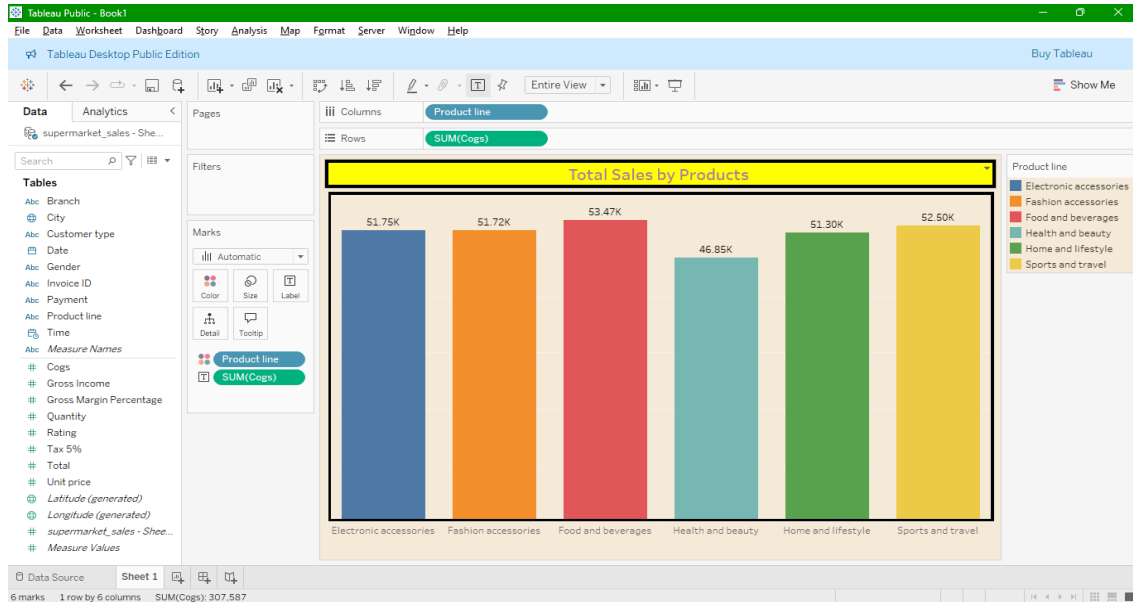 Tableau Public - Book1
File Data Worksheet Dashboard Story Analysis Map Format Server Window Help
Tableau Desktop Public Edition Buy Tableau
Entire View Show Me
Data Analytics
supermarket_sales - She...
Search
Tables
Abc Branch
City
Abc Customer type
Date
Abc Gender
Abc Invoice ID
Abc Payment
Abc Product line
Time
Abc Measure Names
# Cogs
# Gross Income
# Gross Margin Percentage
# Quantity
# Rating
# Tax 5%
# Total
# Unit price
Latitude (generated)
Longitude (generated)
# supermarket_sales - Shee...
# Measure Values
Pages
Filters
Marks
Automatic
Color Size Label
Detail Tooltip
Product line
T SUM(Cogs)
Columns Product line
Rows SUM(Cogs)
Total Sales by Products
51.75K 51.72K 53.47K 46.85K 51.30K 52.50K
Electronic accessories Fashion accessories Food and beverages Health and beauty Home and lifestyle Sports and travel
Product line
Electronic accessories
Fashion accessories
Food and beverages
Health and beauty
Home and lifestyle
Sports and travel
Data Source Sheet 1
6 marks 1 row by 6 columns SUM(Cogs): 307,587